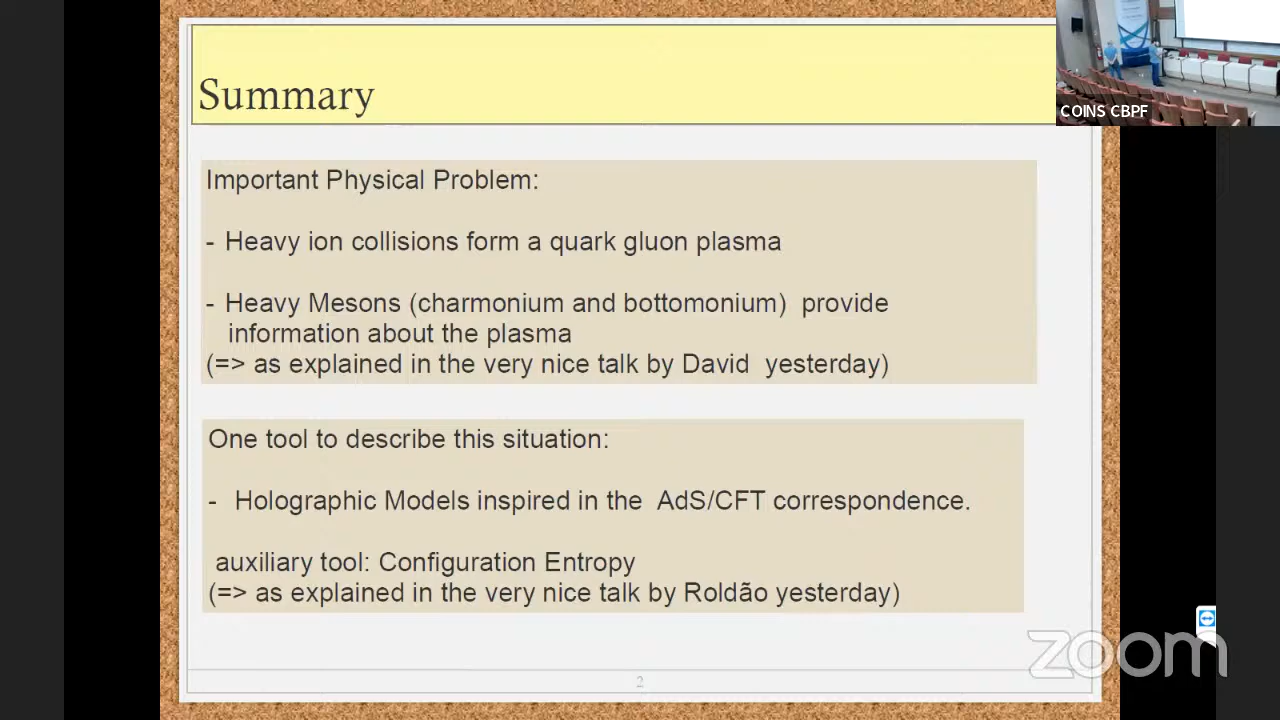 Summary
COINS CBPF
Important Physical Problem:
- Heavy ion collisions form a quark gluon plasma
- Heavy Mesons (charmonium and bottomonium) provide
information about the plasma
(=> as explained in the very nice talk by David yesterday)
One tool to describe this situation:
- Holographic Models inspired in the AdS/CFT correspondence.
auxiliary tool: Configuration Entropy
(=> as explained in the very nice talk by Roldão yesterday)
zoom
2